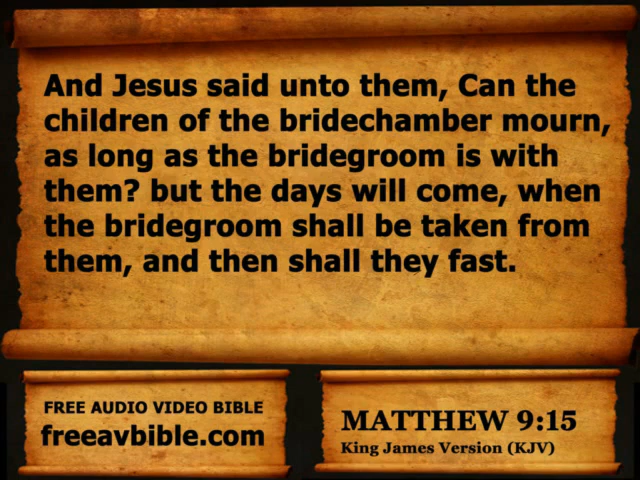 And Jesus said unto them, Can the
children of the bridechamber mourn,
as long as the bridegroom is with
them? but the days will come, when
the bridegroom shall be taken from
them, and then shall they fast.
FREE AUDIO VIDEO BIBLE
freeavbible.com
MATTHEW 9:15
King James Version (KJV)